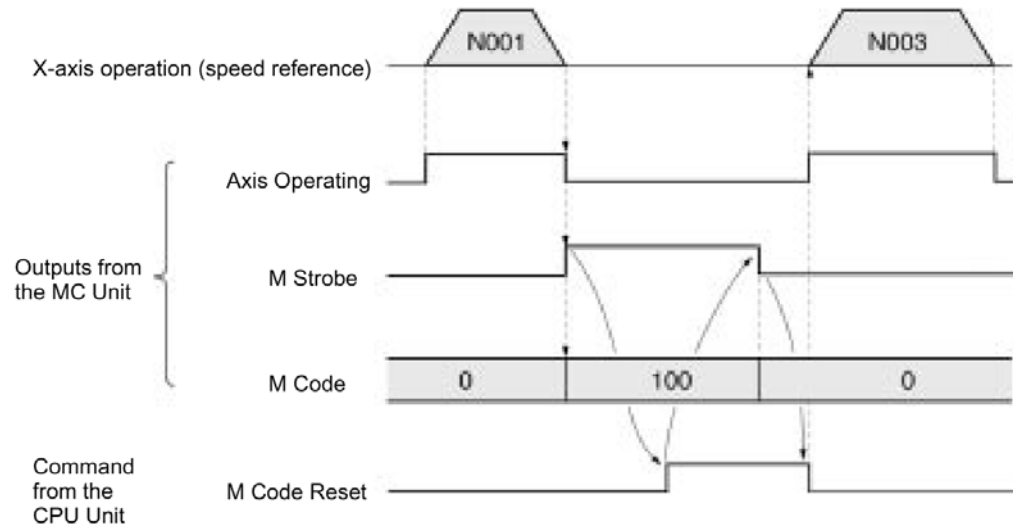 N001
N003
X-axis operation (speed reference)
Axis Operating
Outputs from
the MC Unit
M Strobe
M Code
0
100
0
Command
from the
CPU Unit
M Code Reset